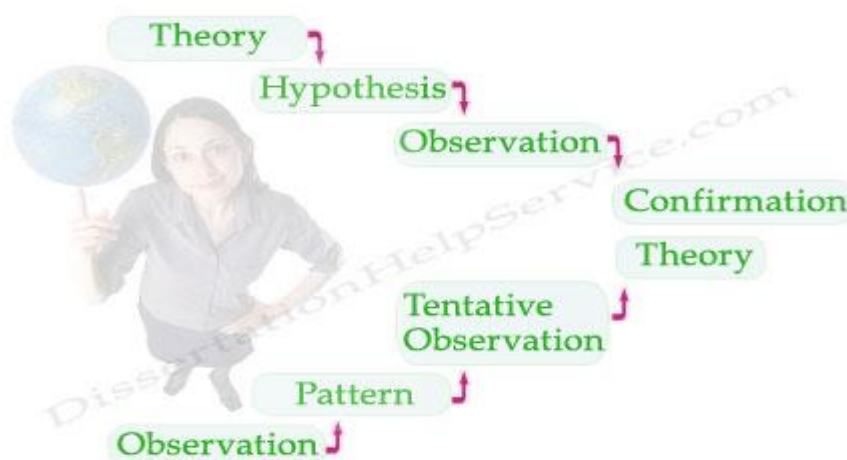 Theory
Hypothesis
Observation
Confirmation
Theory
Tentative
Observation
Pattern
Observation
DissertationHelpService.com